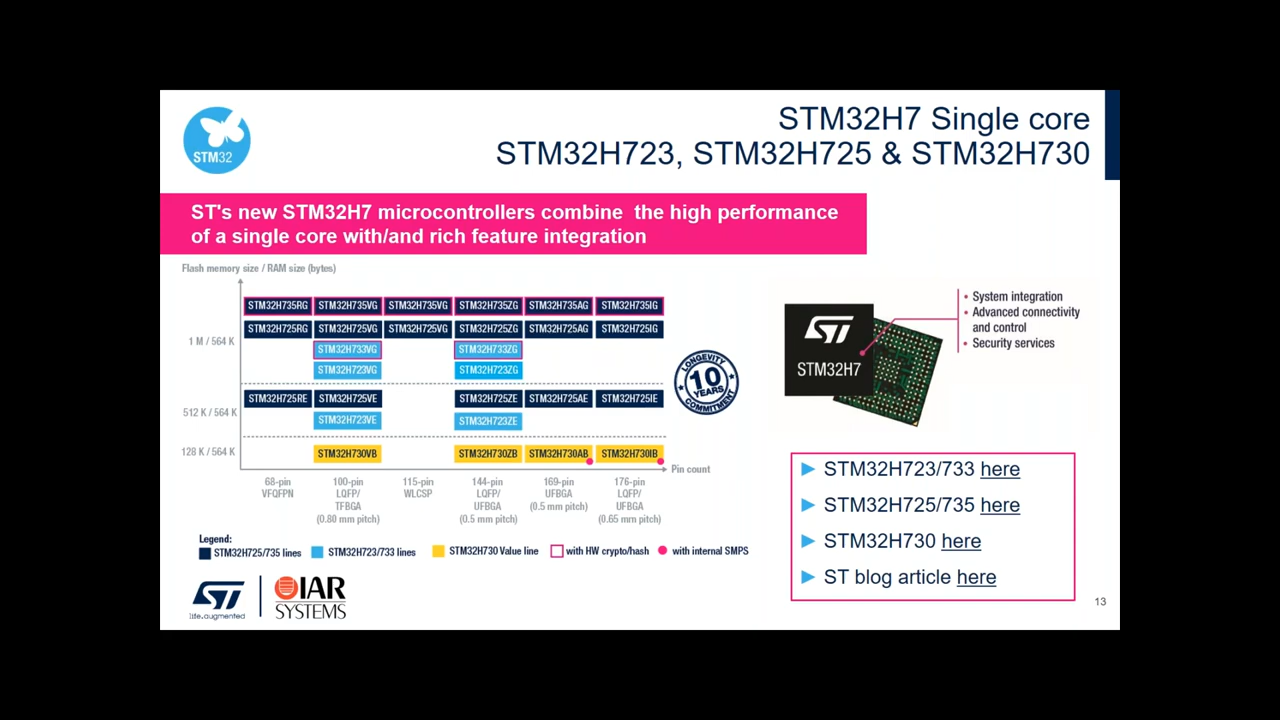 STM32
STM32H7 Single core
STM32H723, STM32H725 & STM32H730
ST's new STM32H7 microcontrollers combine the high performance
of a single core with/and rich feature integration
Flash memory size / RAM size (bytes)
STM32H735RG STM32H735VG STM32H735VG STM32H735ZG STM32H735AG STM32H735IG
STM32H725RG STM32H725VG STM32H725VG STM32H725ZG STM32H725AG STM32H725IG
1 M / 564 K
STM32H733VG STM32H733ZG
STM32H723VG STM32H723ZG
STM32H725RE STM32H725VE STM32H725ZE STM32H725AE STM32H725IE
512 K / 564 K
STM32H723VE STM32H723ZE
128 K / 564 K
STM32H730VB STM32H730ZB STM32H730AB STM32H730IB
Pin count
68-pin
VFQFPN
100-pin
LQFP/
TFBGA
(0.80 mm pitch)
115-pin
WLCSP
144-pin
LQFP/
UFBGA
(0.5 mm pitch)
169-pin
UFBGA
(0.5 mm pitch)
176-pin
LQFP/
UFBGA
(0.65 mm pitch)
Legend:
STM32H725/735 lines
STM32H723/733 lines
STM32H730 Value line
with HW crypto/hash
with internal SMPS
LONGEVITY
10
YEARS
COMMITMENT
ST
STM32H7
• System integration
• Advanced connectivity
and control
• Security services
STM32H723/733 here
STM32H725/735 here
STM32H730 here
ST blog article here
ST
life.augmented
IAR
SYSTEMS
13